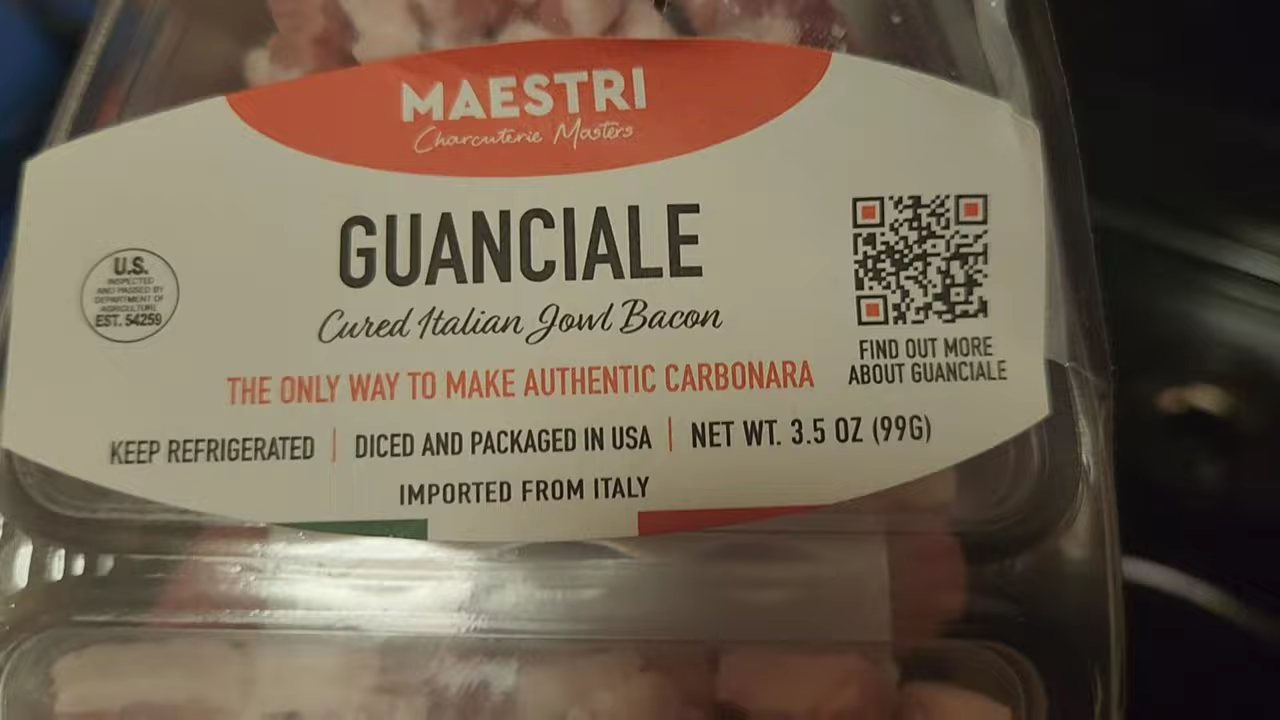 MAESTRI
Charcuterie Masters
GUANCIALE
Cured Italian Jowl Bacon
THE ONLY WAY TO MAKE AUTHENTIC CARBONARA
KEEP REFRIGERATED | DICED AND PACKAGED IN USA | NET WT. 3.5 OZ (99G)
IMPORTED FROM ITALY
U.S.
INSPECTED
AND PASSED BY
DEPARTMENT OF
AGRICULTURE
EST. 54259
FIND OUT MORE
ABOUT GUANCIALE